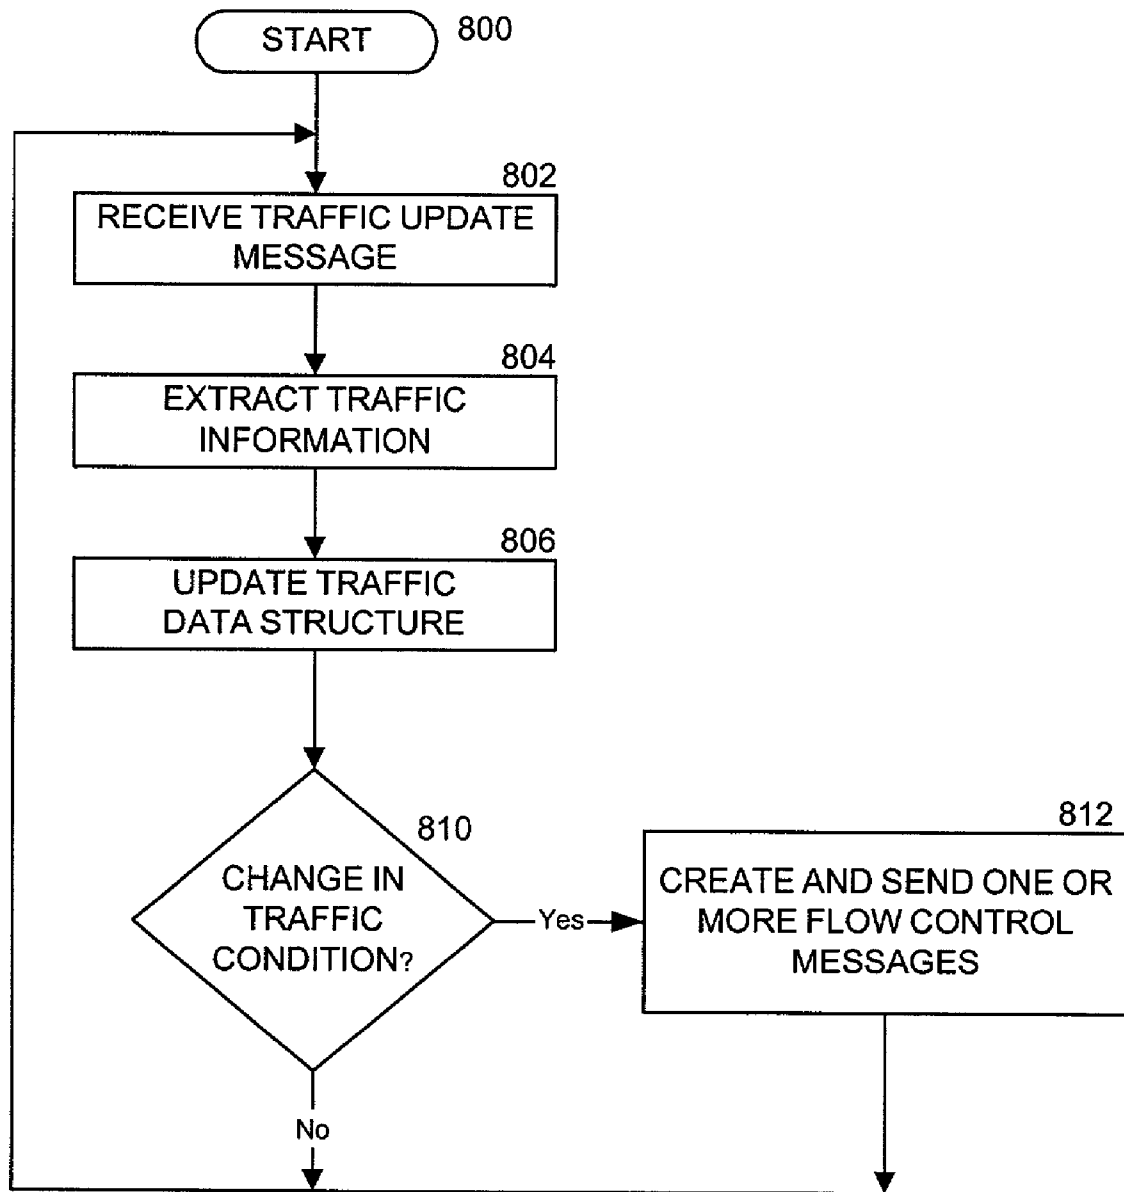 START
800
802
RECEIVE TRAFFIC UPDATE
MESSAGE
804
EXTRACT TRAFFIC
INFORMATION
806
UPDATE TRAFFIC
DATA STRUCTURE
810
CHANGE IN
TRAFFIC
CONDITION?
Yes
812
CREATE AND SEND ONE OR
MORE FLOW CONTROL
MESSAGES
No